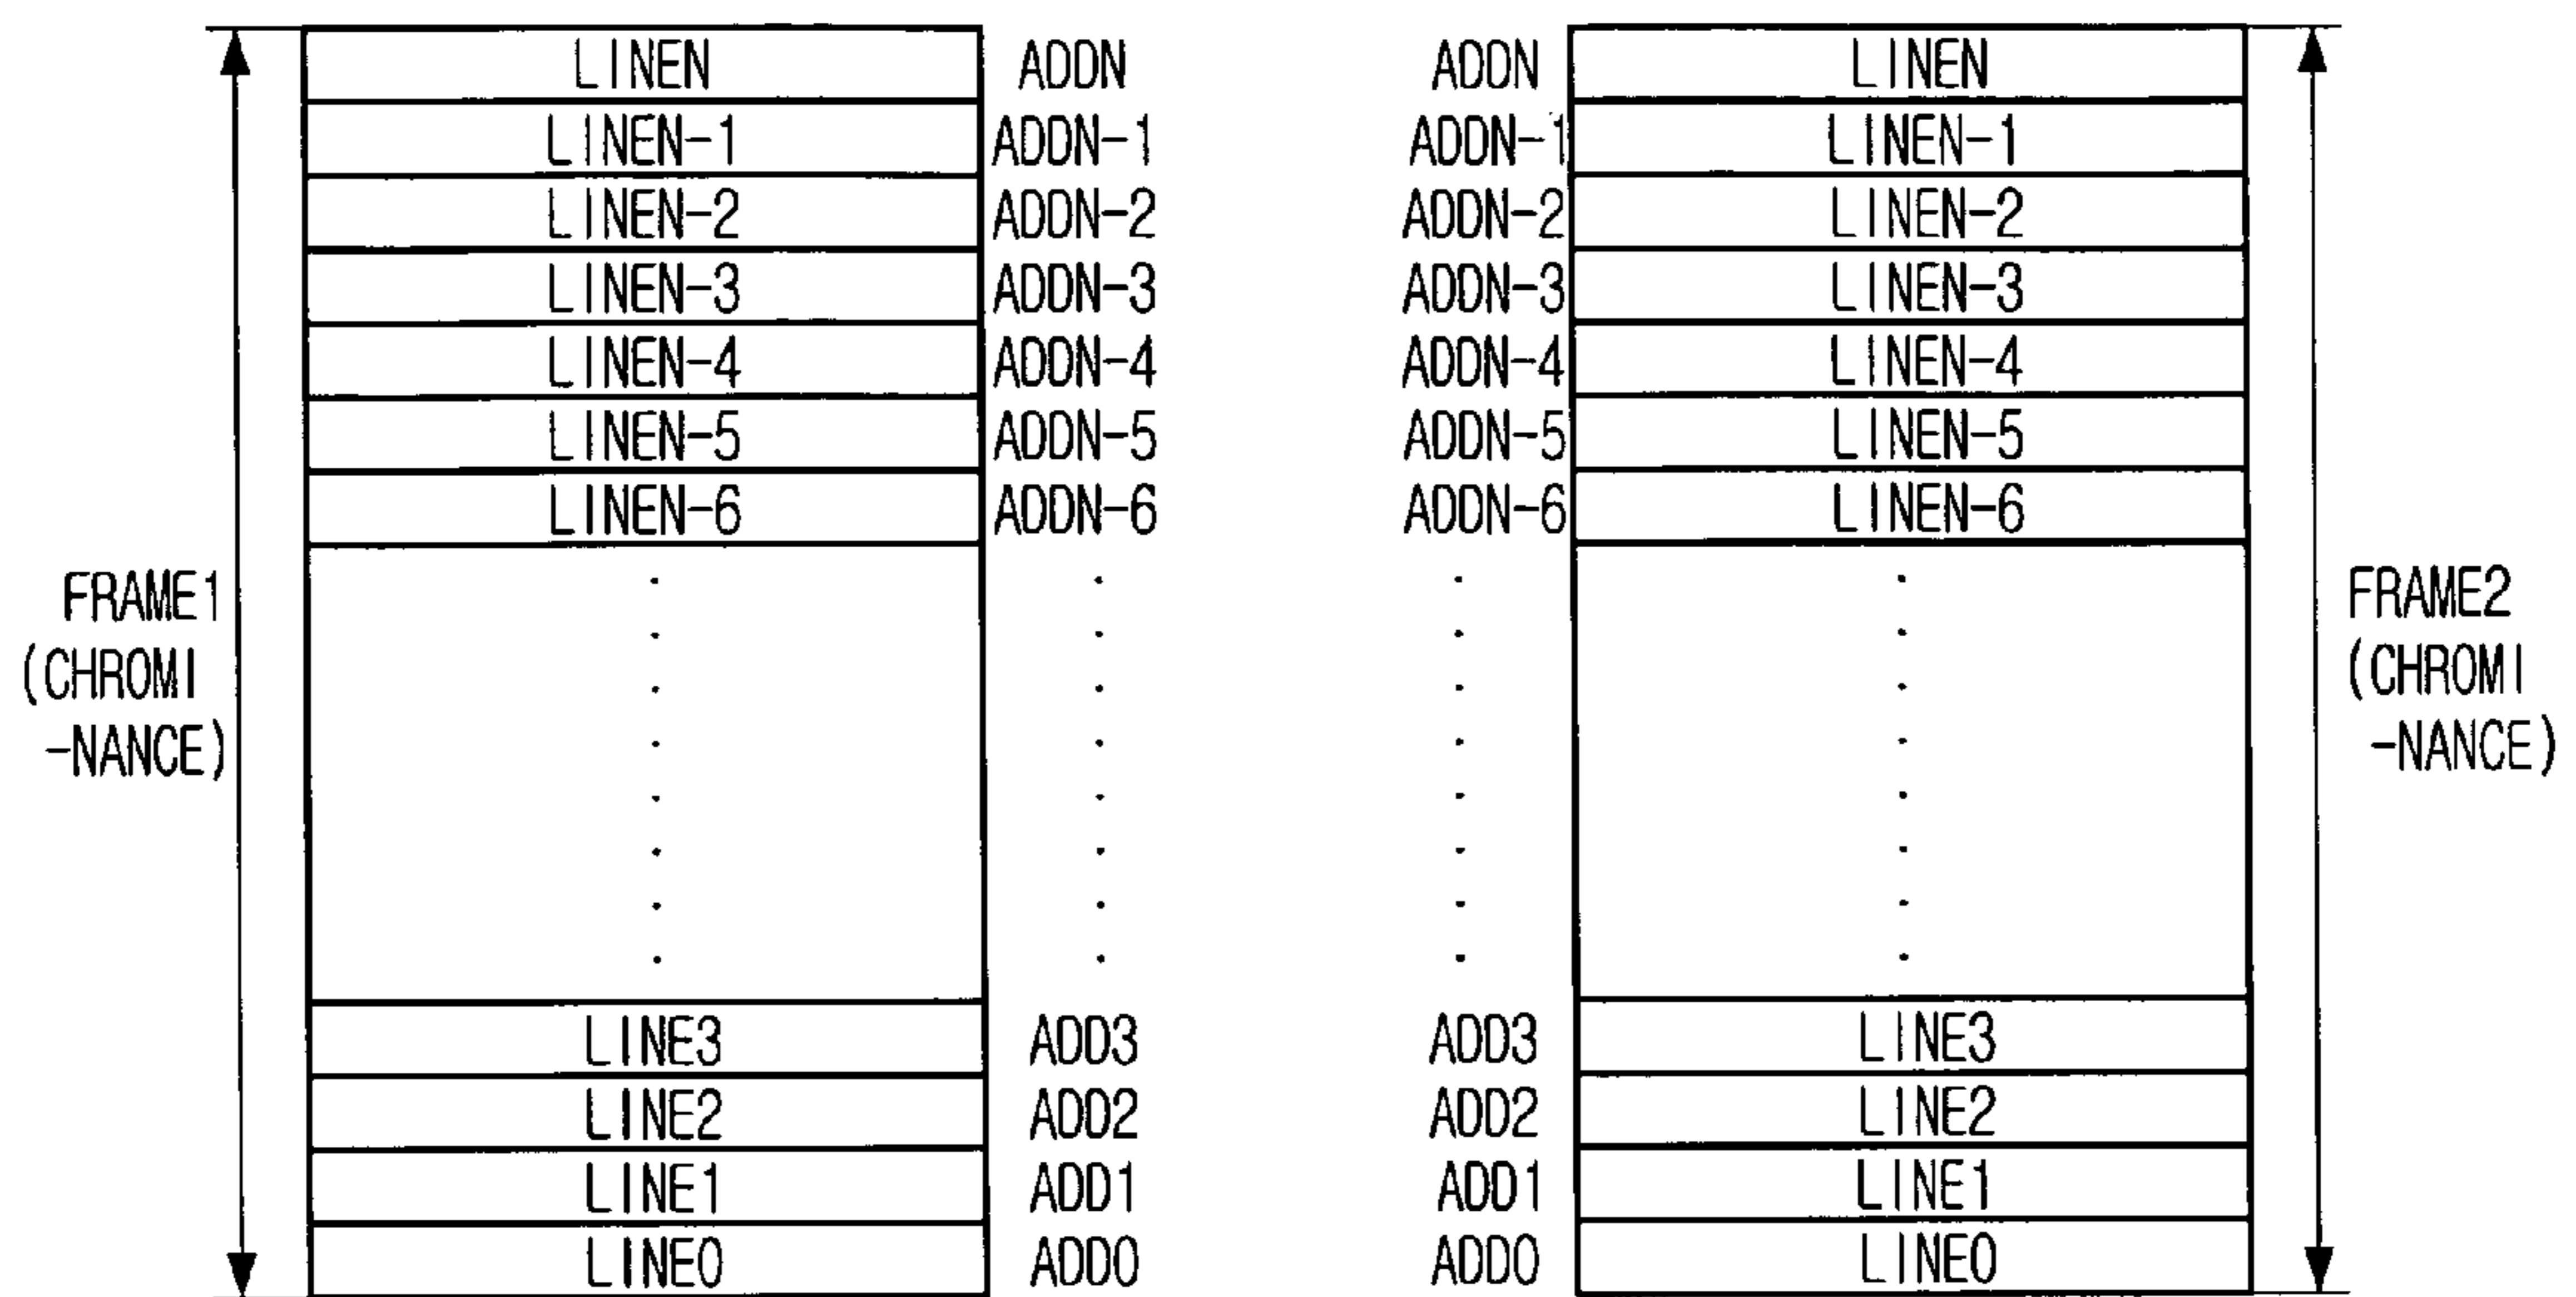 LINEN ADDN ADDN LINEN
LINEN-1 ADDN-1 ADDN-1 LINEN-1
LINEN-2 ADDN-2 ADDN-2 LINEN-2
LINEN-3 ADDN-3 ADDN-3 LINEN-3
LINEN-4 ADDN-4 ADDN-4 LINEN-4
LINEN-5 ADDN-5 ADDN-5 LINEN-5
LINEN-6 ADDN-6 ADDN-6 LINEN-6
FRAME1
(CHROMI
-NANCE)
FRAME2
(CHROMI
-NANCE)
LINE3 ADD3 ADD3 LINE3
LINE2 ADD2 ADD2 LINE2
LINE1 ADD1 ADD1 LINE1
LINE0 ADD0 ADD0 LINE0